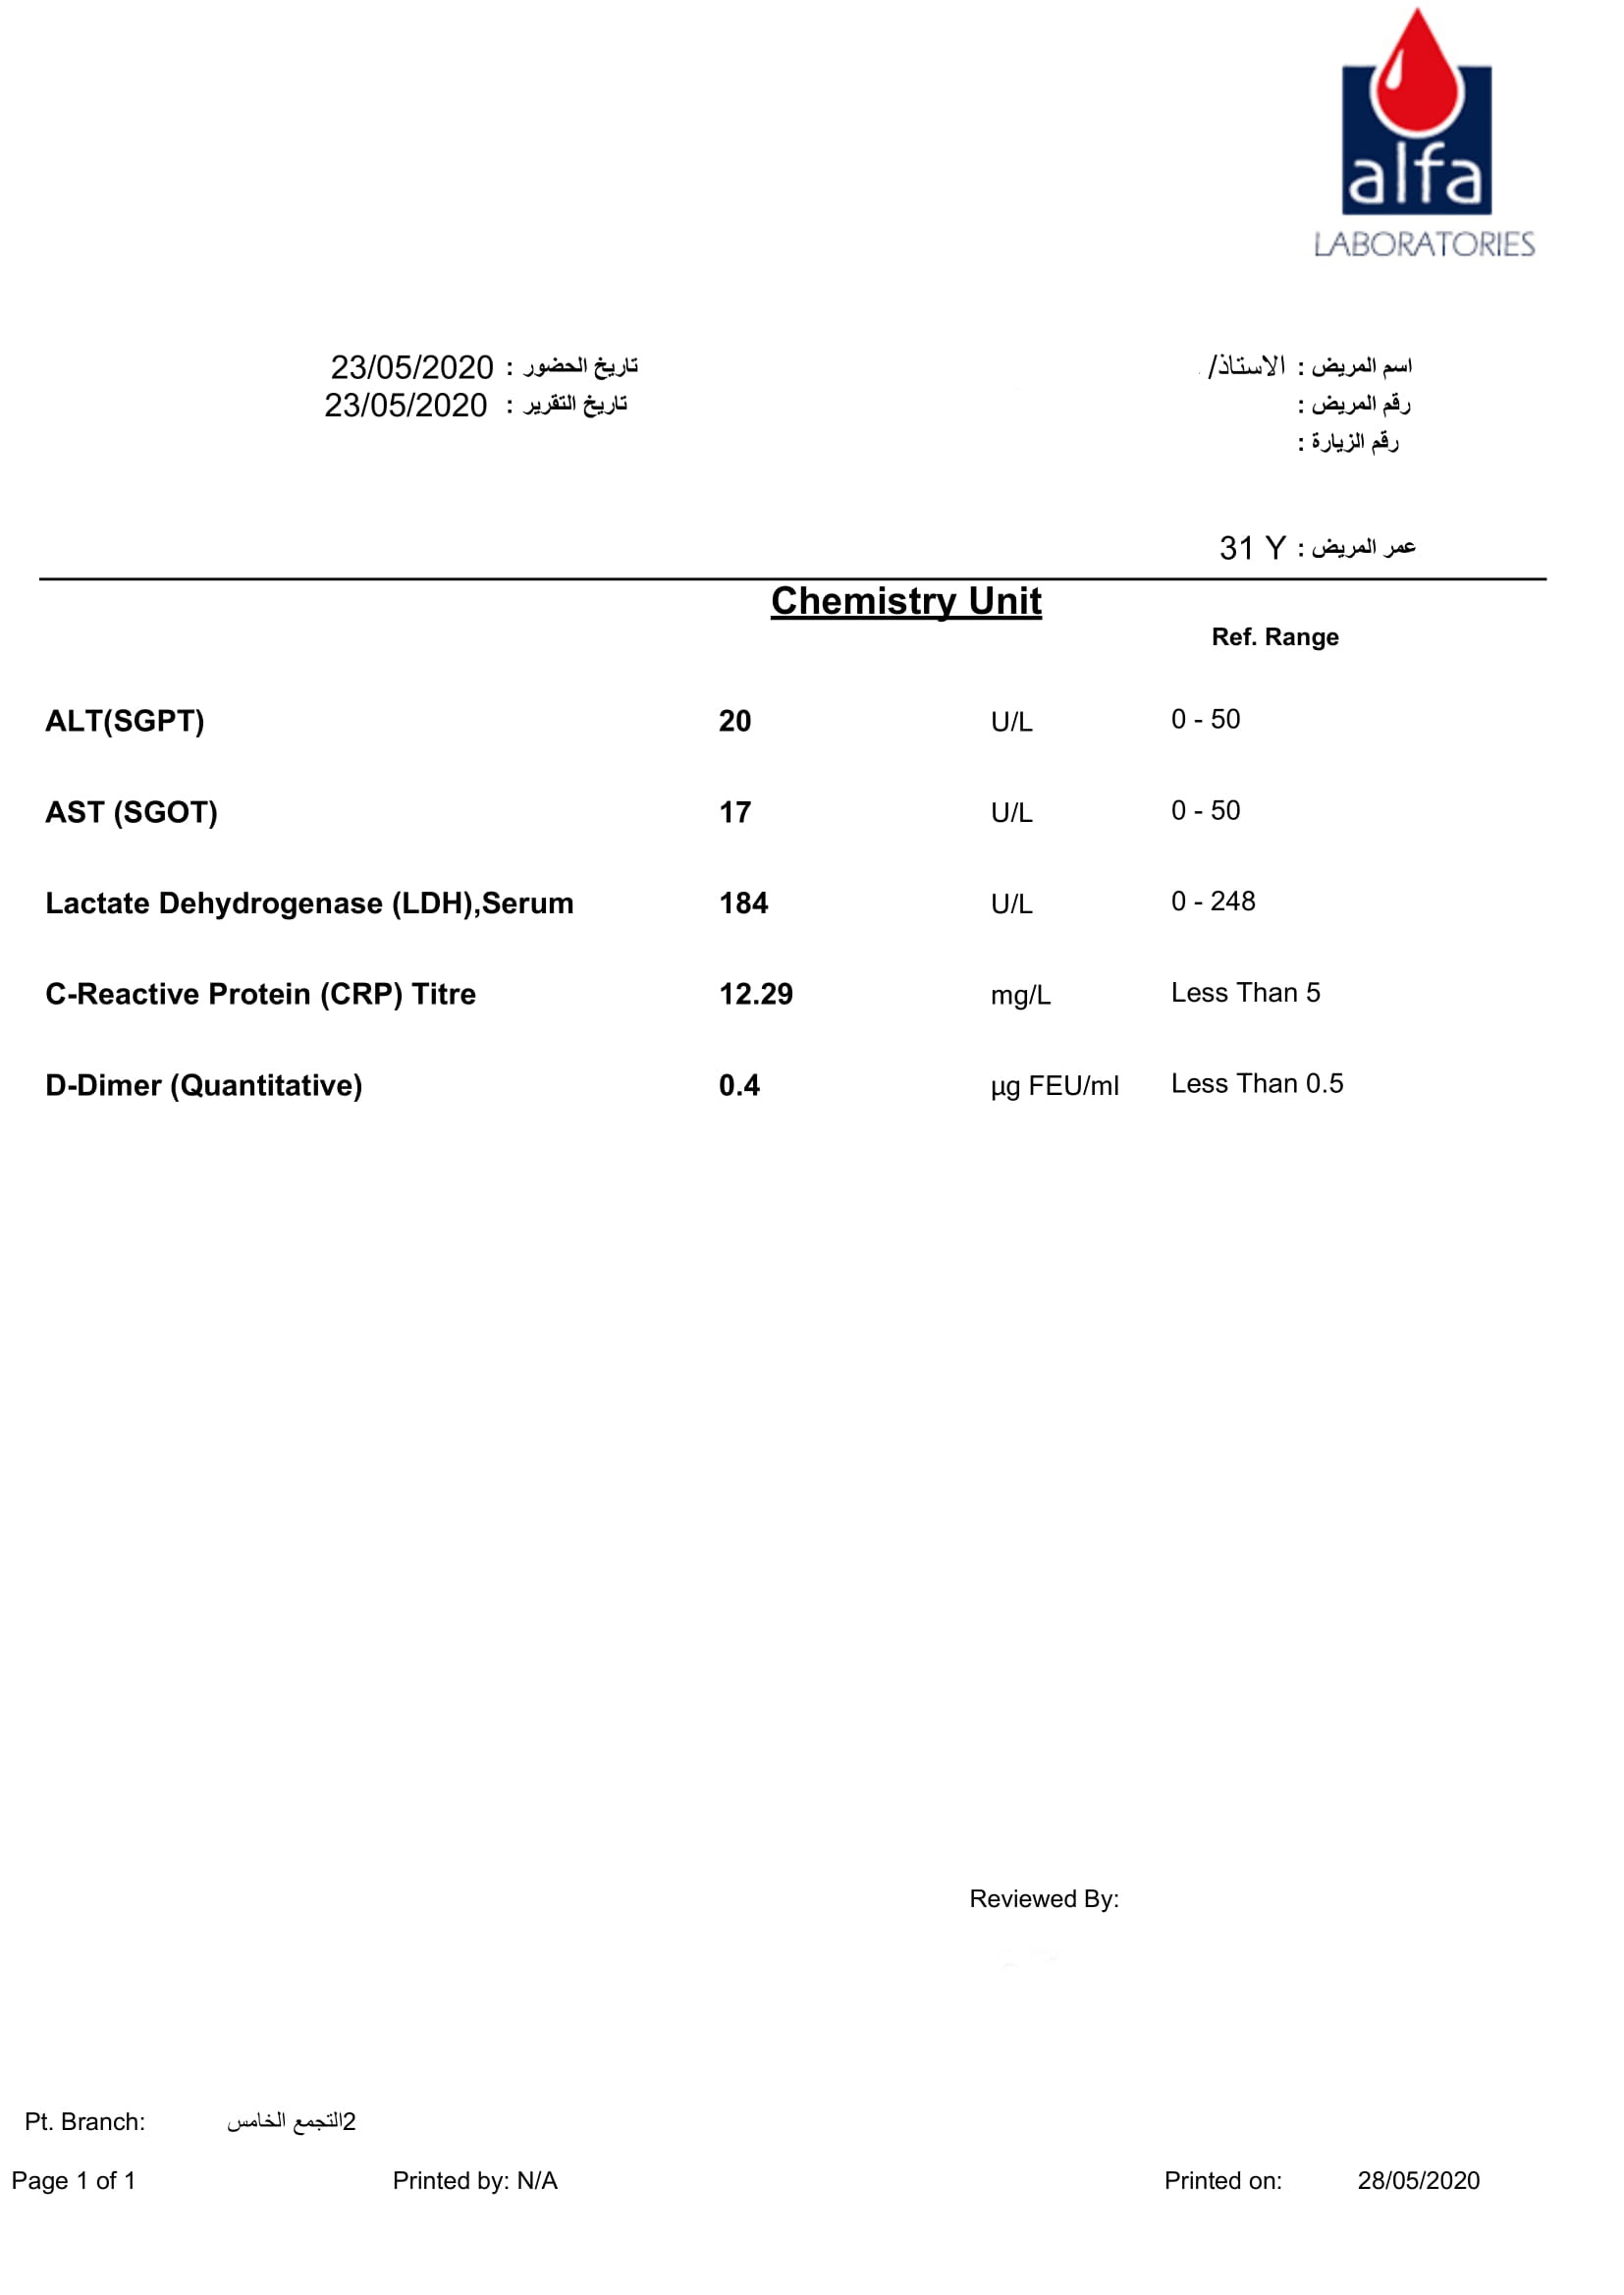 alfa
LABORATORIES
اسم المريض : الاستاذ/
تاريخ الحضور : 23/05/2020
رقم المريض :
تاريخ التقرير : 23/05/2020
رقم الزيارة :
عمر المريض : 31 Y
Chemistry Unit
Ref. Range
ALT(SGPT) 20 U/L 0 - 50
AST (SGOT) 17 U/L 0 - 50
Lactate Dehydrogenase (LDH),Serum 184 U/L 0 - 248
C-Reactive Protein (CRP) Titre 12.29 mg/L Less Than 5
D-Dimer (Quantitative) 0.4 µg FEU/ml Less Than 0.5
Reviewed By:
Pt. Branch: التجمع الخامس2
Page 1 of 1 Printed by: N/A Printed on: 28/05/2020